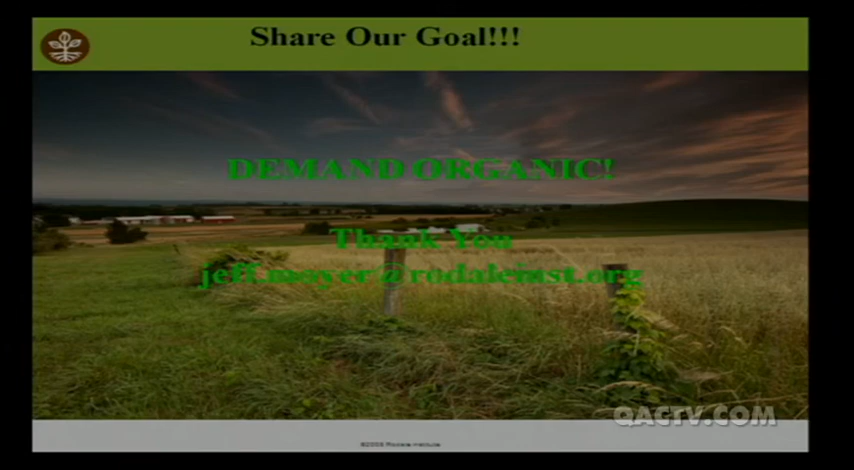 Share Our Goal!!!
DEMAND ORGANIC!
Thank You
jeff.moyer@rodaleinst.org
QACTV.COM